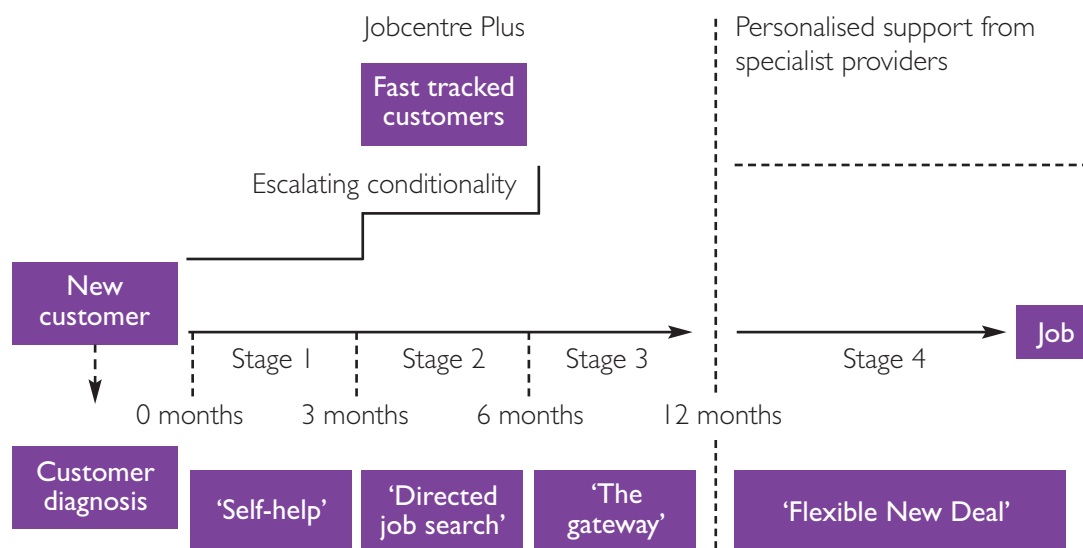 Jobcentre Plus
Personalised support from
specialist providers
Fast tracked
customers
Escalating conditionality
New
customer
Job
Stage 1
Stage 2
Stage 3
Stage 4
0 months
3 months
6 months
12 months
Customer
diagnosis
‘Self-help’
‘Directed
job search’
‘The
gateway’
‘Flexible New Deal’